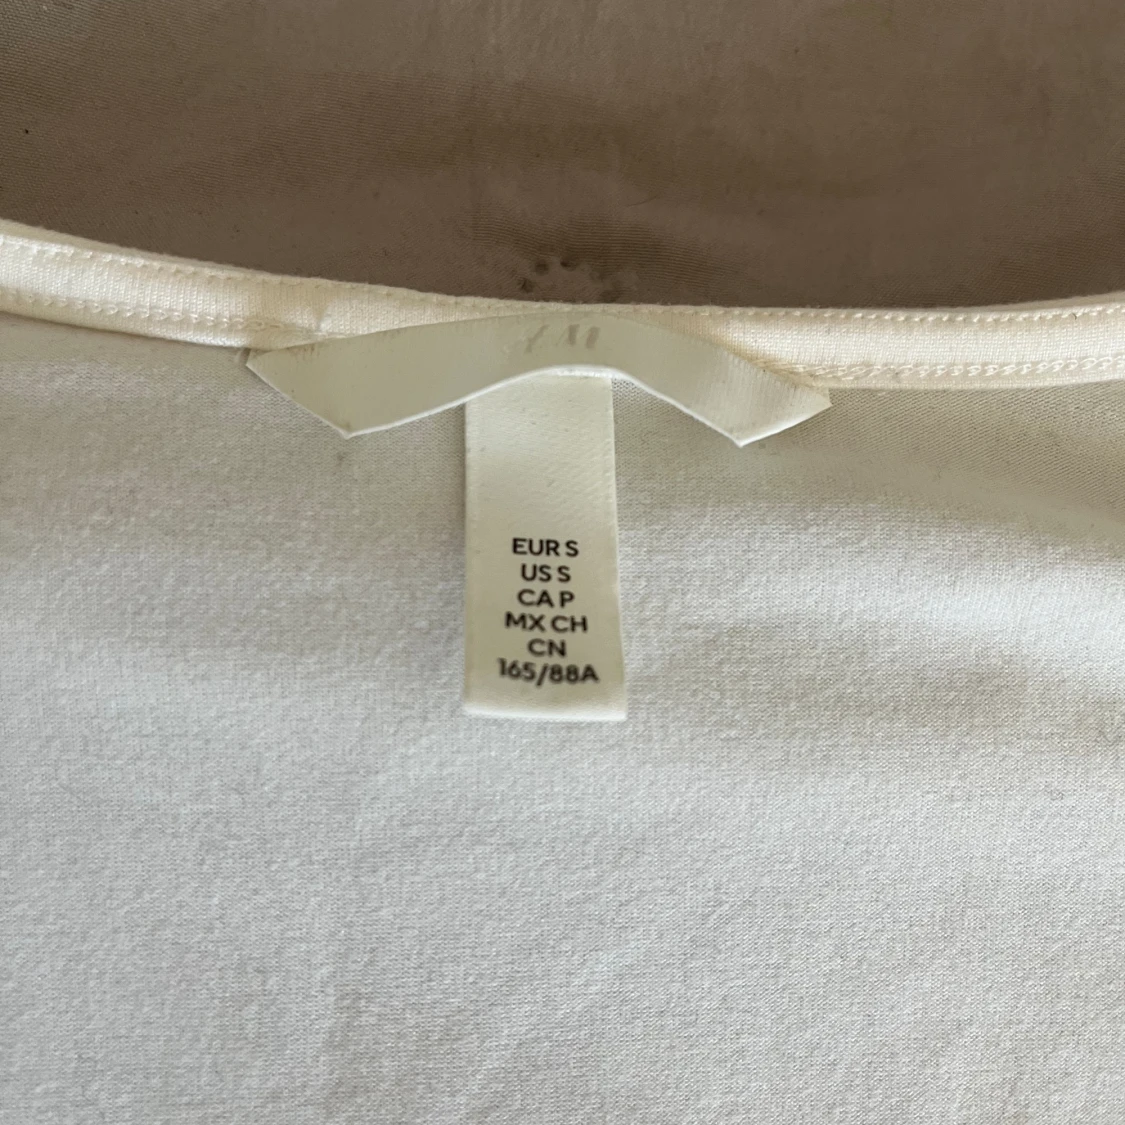 EUR S
US S
CA P
MX CH
CN
165/88A